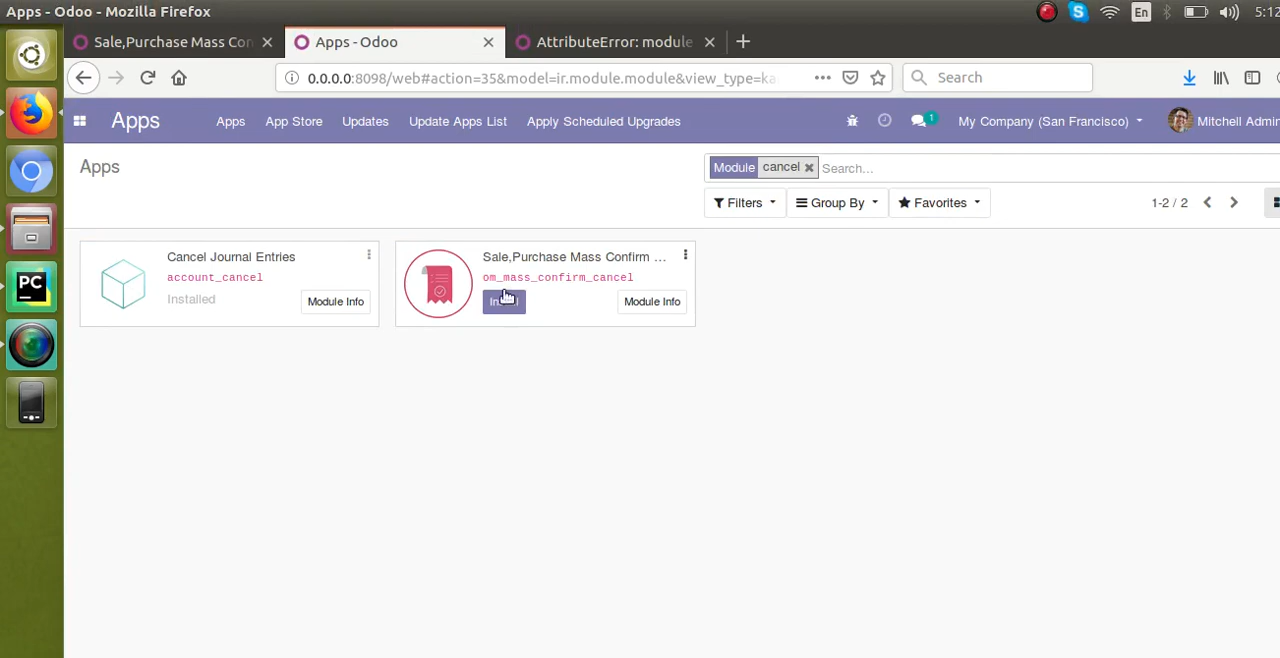 Apps - Odoo - Mozilla Firefox
En
5:12
Sale,Purchase Mass Con
Apps - Odoo
AttributeError: module
0.0.0.0:8098/web#action=35&model=ir.module.module&view_type=ka
Search
Apps
Apps
App Store
Updates
Update Apps List
Apply Scheduled Upgrades
1
My Company (San Francisco)
Mitchell Admin
Apps
Module
cancel
Search...
Filters
Group By
Favorites
1-2 / 2
Cancel Journal Entries
account_cancel
Installed
Module Info
Sale,Purchase Mass Confirm ...
om_mass_confirm_cancel
Module Info
PC